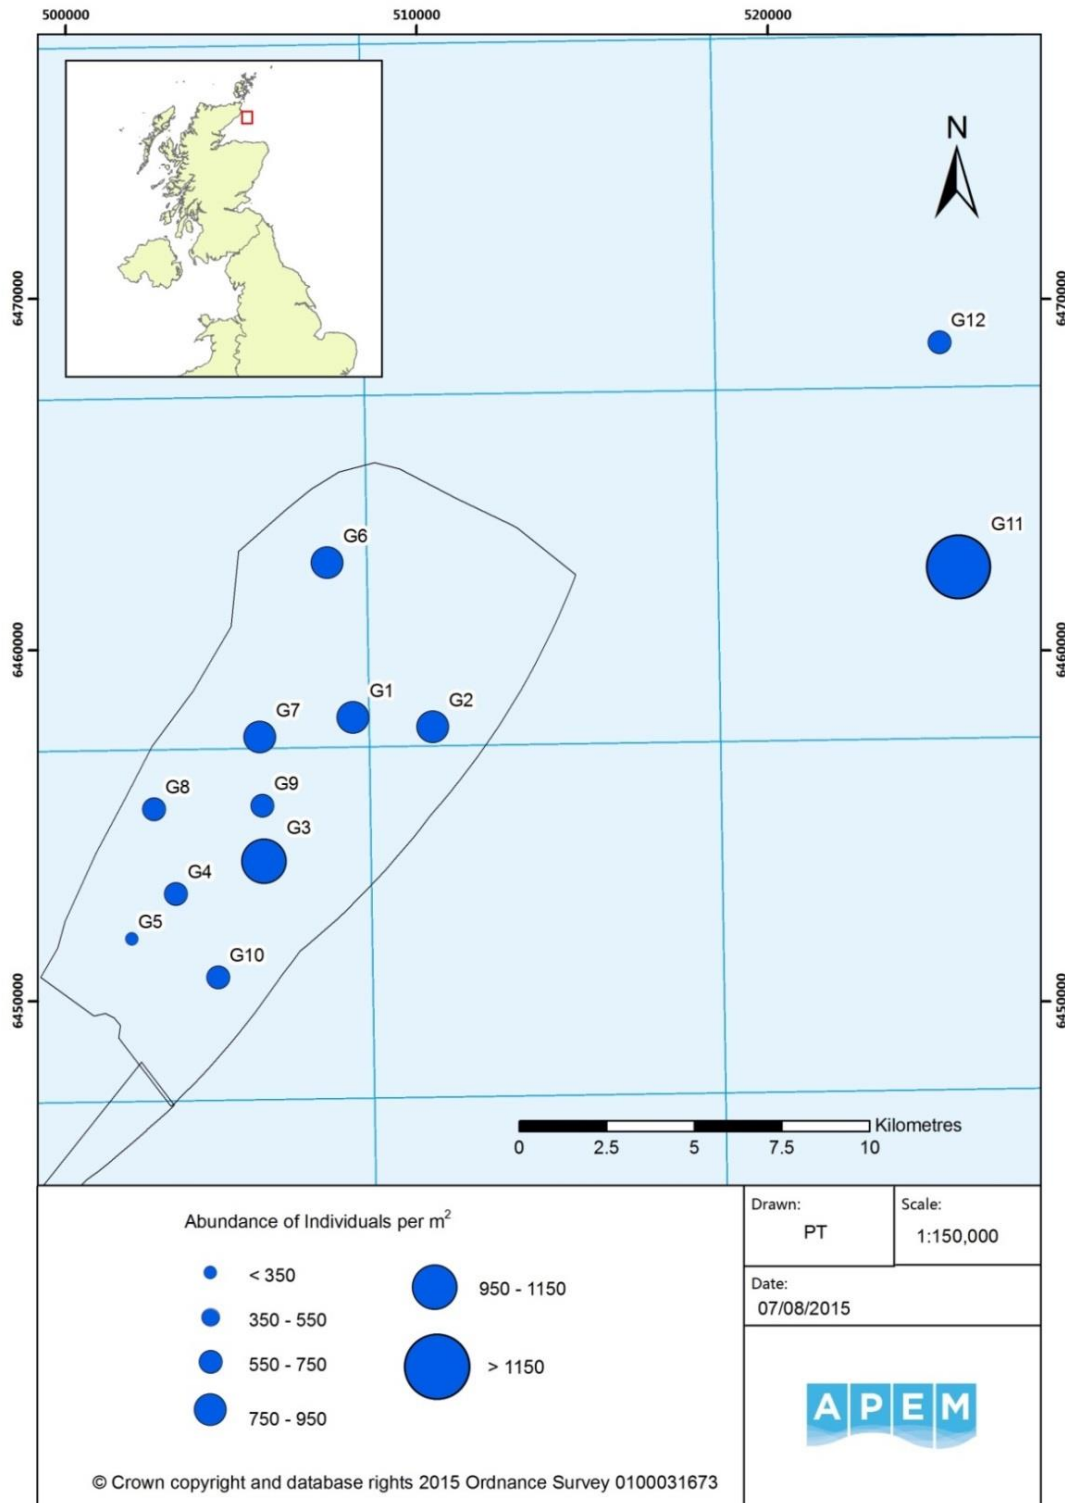 500000 510000 520000
N
6470000 6470000
G12
G11
G6
6460000 6460000
G1
G2
G7
G9
G8
G3
G4
G5
G10
6450000 6450000
Kilometres
0 2.5 5 7.5 10
Abundance of Individuals per m²
< 350
350 - 550
550 - 750
750 - 950
950 - 1150
> 1150
Drawn:
PT
Scale:
1:150,000
Date:
07/08/2015
APEM
© Crown copyright and database rights 2015 Ordnance Survey 0100031673